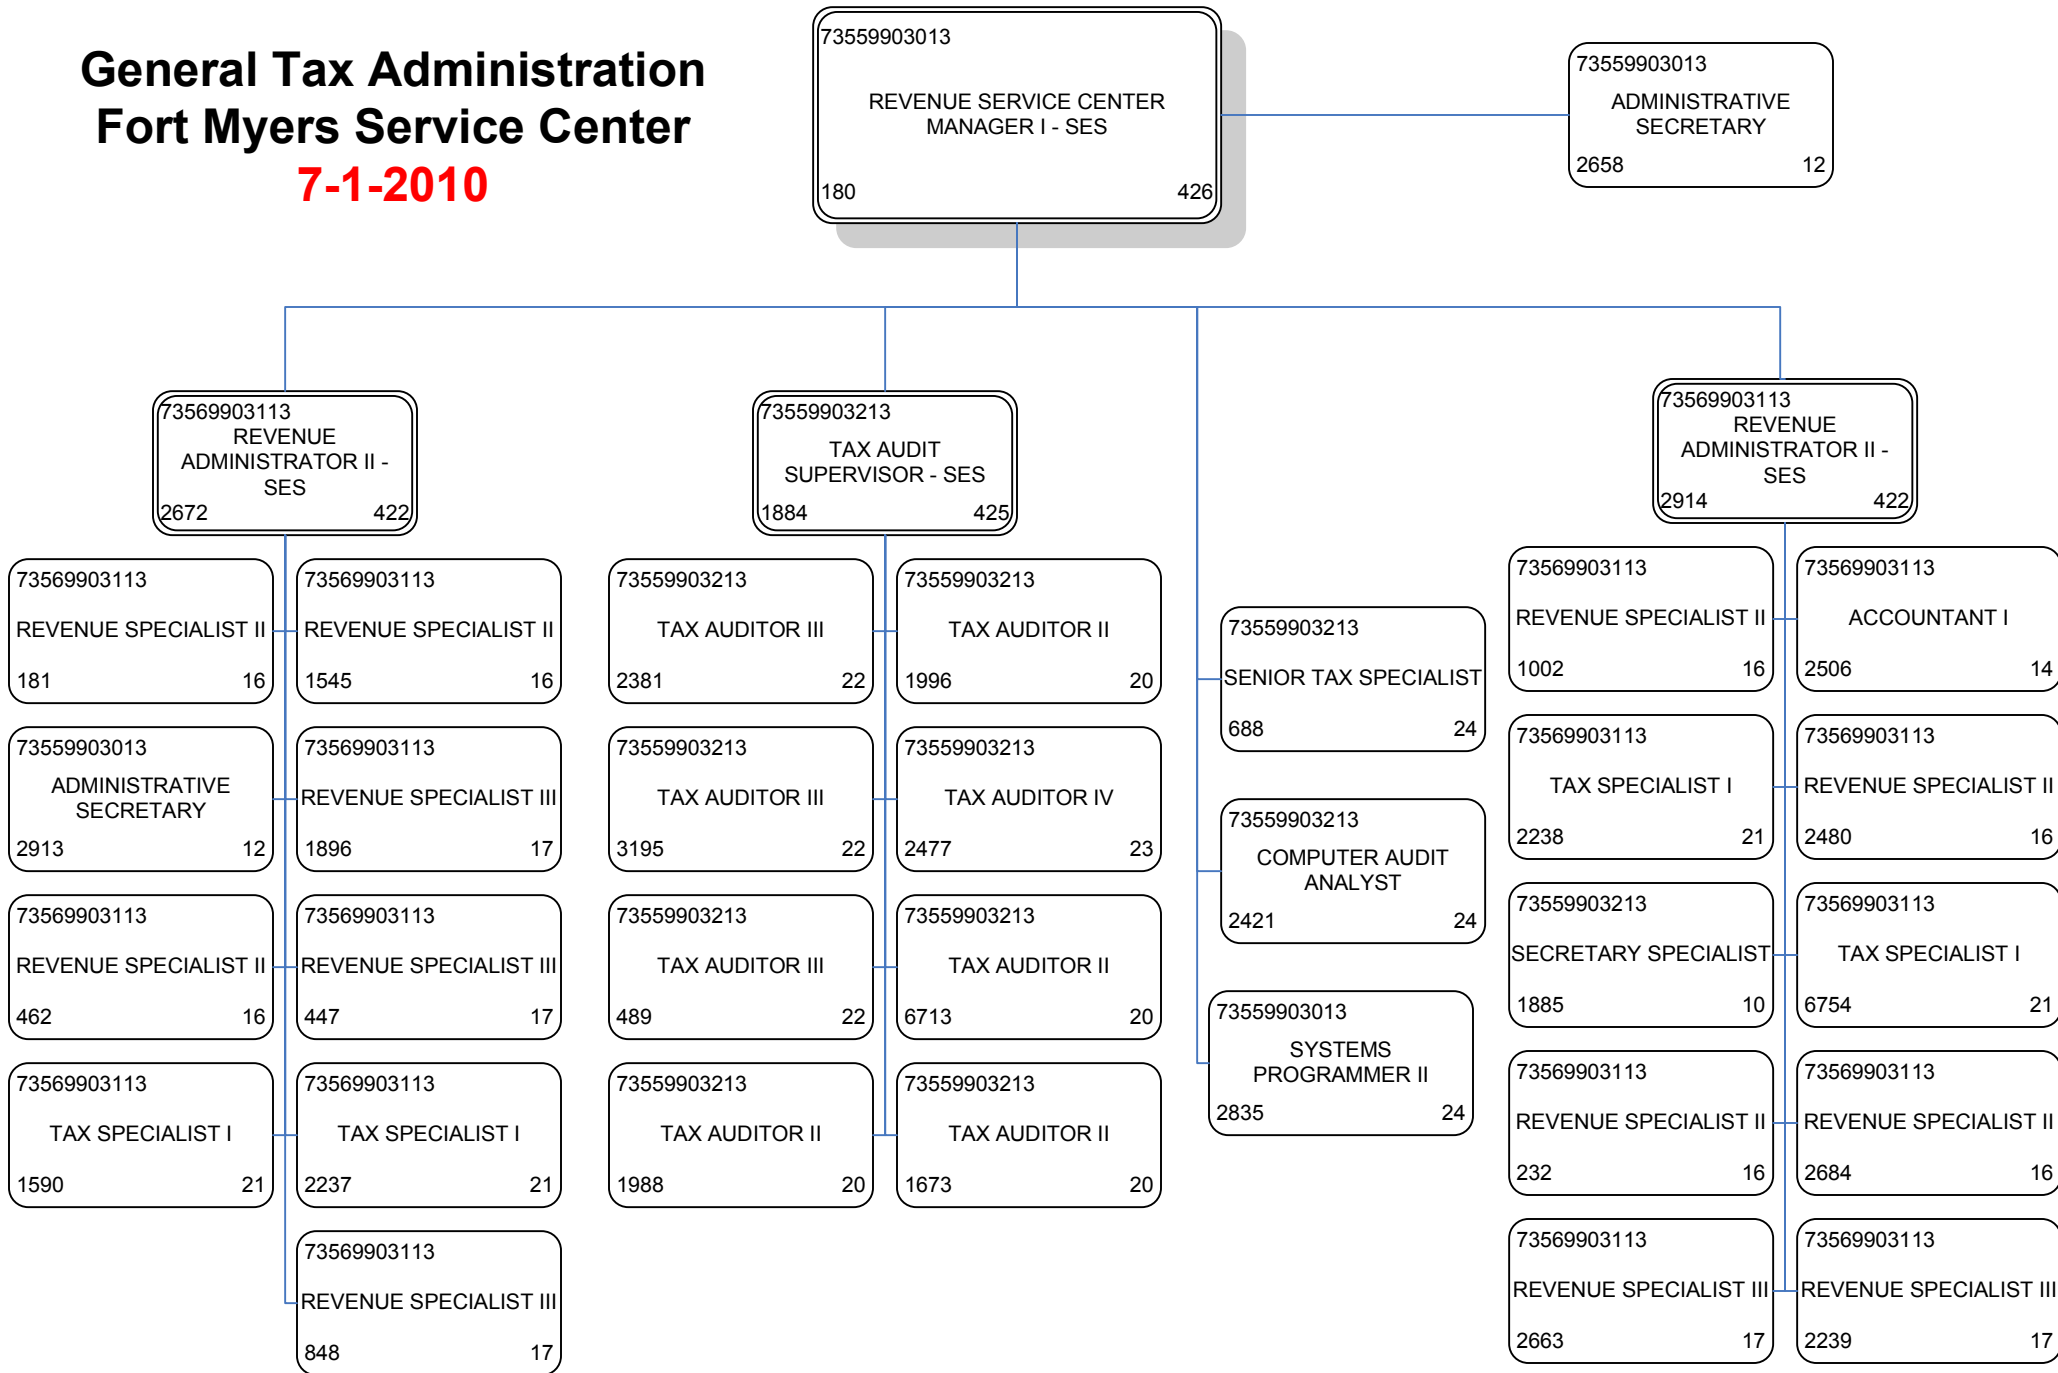 General Tax Administration
Fort Myers Service Center
7-1-2010
73559903013
REVENUE SERVICE CENTER
MANAGER I - SES
180 426
73559903013
ADMINISTRATIVE
SECRETARY
2658 12
73569903113
REVENUE
ADMINISTRATOR II -
SES
2672 422
73569903113
REVENUE SPECIALIST II
181 16
73569903113
REVENUE SPECIALIST II
1545 16
73559903013
ADMINISTRATIVE
SECRETARY
2913 12
73569903113
REVENUE SPECIALIST III
1896 17
73569903113
REVENUE SPECIALIST II
462 16
73569903113
REVENUE SPECIALIST III
447 17
73569903113
TAX SPECIALIST I
1590 21
73569903113
TAX SPECIALIST I
2237 21
73569903113
REVENUE SPECIALIST III
848 17
73559903213
TAX AUDIT
SUPERVISOR - SES
1884 425
73559903213
TAX AUDITOR III
2381 22
73559903213
TAX AUDITOR II
1996 20
73559903213
TAX AUDITOR III
3195 22
73559903213
TAX AUDITOR IV
2477 23
73559903213
TAX AUDITOR III
489 22
73559903213
TAX AUDITOR II
6713 20
73559903213
TAX AUDITOR II
1988 20
73559903213
TAX AUDITOR II
1673 20
73559903213
SENIOR TAX SPECIALIST
688 24
73559903213
COMPUTER AUDIT
ANALYST
2421 24
73559903013
SYSTEMS
PROGRAMMER II
2835 24
73569903113
REVENUE
ADMINISTRATOR II -
SES
2914 422
73569903113
REVENUE SPECIALIST II
1002 16
73569903113
ACCOUNTANT I
2506 14
73569903113
TAX SPECIALIST I
2238 21
73569903113
REVENUE SPECIALIST II
2480 16
73559903213
SECRETARY SPECIALIST
1885 10
73569903113
TAX SPECIALIST I
6754 21
73569903113
REVENUE SPECIALIST II
232 16
73569903113
REVENUE SPECIALIST II
2684 16
73569903113
REVENUE SPECIALIST III
2663 17
73569903113
REVENUE SPECIALIST III
2239 17